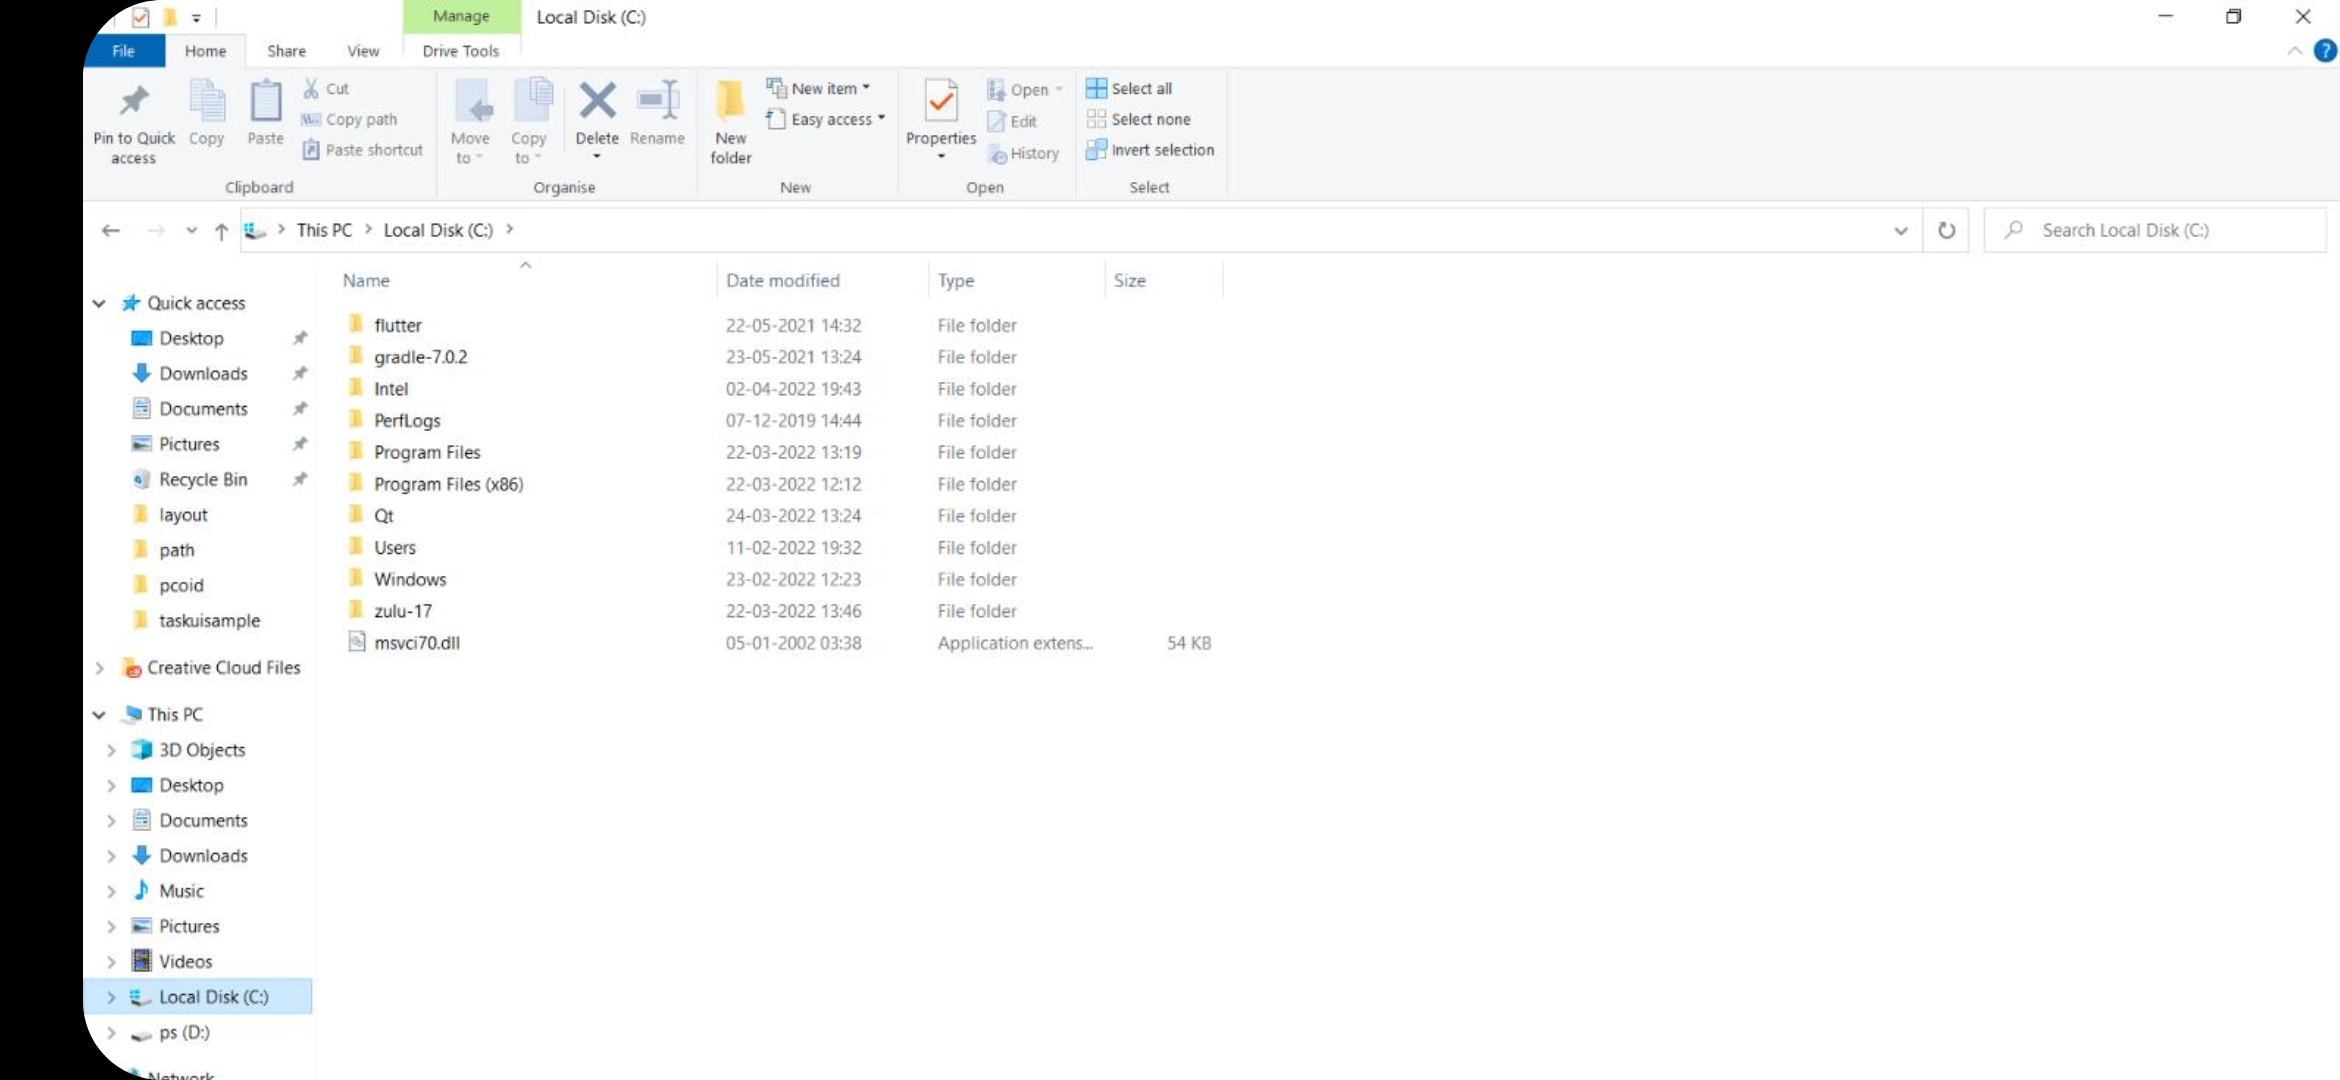 Manage
Local Disk (C:)
File
Home
Share
View
Drive Tools
Pin to Quick access
Copy
Paste
Cut
Copy path
Paste shortcut
Clipboard
Move to
Copy to
Delete
Rename
Organise
New folder
New item
Easy access
New
Properties
Open
Edit
History
Open
Select all
Select none
Invert selection
Select
This PC > Local Disk (C:) >
Search Local Disk (C:)
Quick access
Desktop
Downloads
Documents
Pictures
Recycle Bin
layout
path
pcoid
taskuisample
Creative Cloud Files
This PC
3D Objects
Desktop
Documents
Downloads
Music
Pictures
Videos
Local Disk (C:)
ps (D:)
Network
Name Date modified Type Size
flutter 22-05-2021 14:32 File folder
gradle-7.0.2 23-05-2021 13:24 File folder
Intel 02-04-2022 19:43 File folder
PerfLogs 07-12-2019 14:44 File folder
Program Files 22-03-2022 13:19 File folder
Program Files (x86) 22-03-2022 12:12 File folder
Qt 24-03-2022 13:24 File folder
Users 11-02-2022 19:32 File folder
Windows 23-02-2022 12:23 File folder
zulu-17 22-03-2022 13:46 File folder
msvci70.dll 05-01-2002 03:38 Application extens... 54 KB